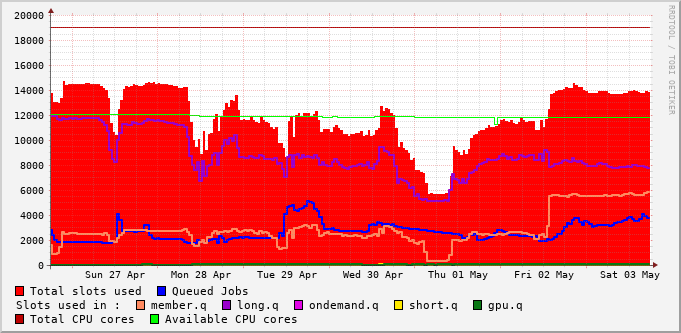 RRDTOOL / TOBI OETIKER
20000
18000
16000
14000
12000
10000
8000
6000
4000
2000
0
Sun 27 Apr Mon 28 Apr Tue 29 Apr Wed 30 Apr Thu 01 May Fri 02 May Sat 03 May
Total slots used Queued Jobs
Slots used in : member.q long.q ondemand.q short.q gpu.q
Total CPU cores Available CPU cores